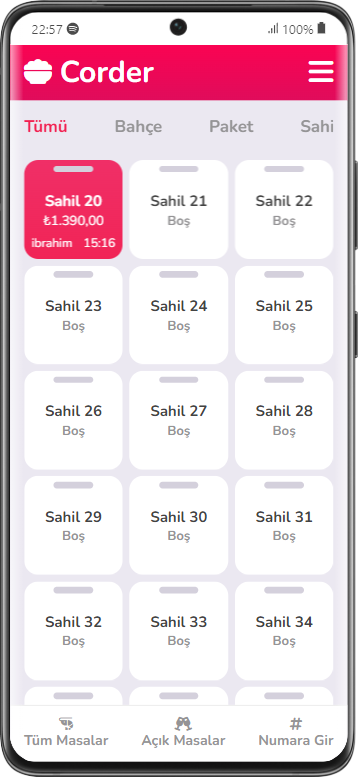 22:57 100%
Corder
Tümü Bahçe Paket Sahi
Sahil 20 Sahil 21 Sahil 22
₺1.390,00 Boş Boş
ibrahim 15:16
Sahil 23 Sahil 24 Sahil 25
Boş Boş Boş
Sahil 26 Sahil 27 Sahil 28
Boş Boş Boş
Sahil 29 Sahil 30 Sahil 31
Boş Boş Boş
Sahil 32 Sahil 33 Sahil 34
Boş Boş Boş
# 
Tüm Masalar Açık Masalar Numara Gir